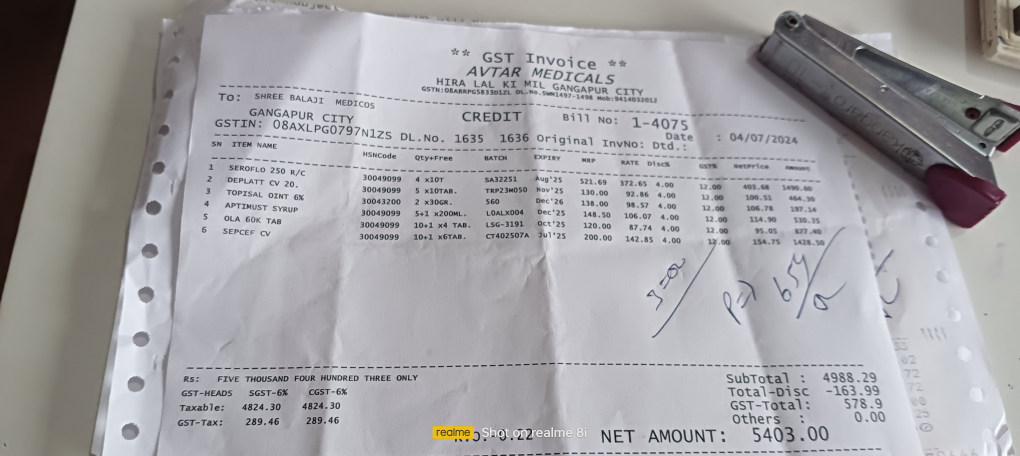 ** GST Invoice **
AVTAR MEDICALS
HIRA LAL KI MIL GANGAPUR CITY
GSTN:08ABRPG5833D1ZL DL.No.SWM1497-1498 Mob:9414032012
To: SHREE BALAJI MEDICOS
GANGAPUR CITY CREDIT Bill No: 1-4075
GSTIN: 08AXLPG0797N1ZS DL.No. 1635 1636 Original InvNo: Dtd.: Date : 04/07/2024
SN ITEM NAME HSNCode Qty+Free BATCH EXPIRY MRP RATE Disc% GST% NetPrice AMOUNT
1 SEROFLO 250 R/C 30049099 4 x10T SA32251 Aug'25 521.69 372.65 4.00 12.00 403.68 1490.60
2 DEPLATT CV 20. 30049099 5 x10TAB. TRP23M050 Nov'25 130.00 92.86 4.00 12.00 100.51 464.30
3 TOPISAL OINT 6% 30043200 2 x30GR. 560 Dec'26 138.00 98.57 4.00 12.00 106.78 197.14
4 APTIMUST SYRUP 30049099 5+1 x200ML. LOALX004 Dec'25 148.50 106.07 4.00 12.00 114.90 530.35
5 OLA 60K TAB 30049099 10+1 x4 TAB. LSG-3191 Oct'25 120.00 87.74 4.00 12.00 95.05 877.40
6 SEPCEF CV 30049099 10+1 x6TAB. CT402507A Jul'25 200.00 142.85 4.00 12.00 154.75 1428.50
Rs: FIVE THOUSAND FOUR HUNDRED THREE ONLY
GST-HEADS SGST-6% CGST-6%
Taxable: 4824.30 4824.30
GST-Tax: 289.46 289.46
SubTotal : 4988.29
Total-Disc -163.99
GST-Total: 578.9
Others : 0.00
NET AMOUNT: 5403.00
realme Shot on realme 8i